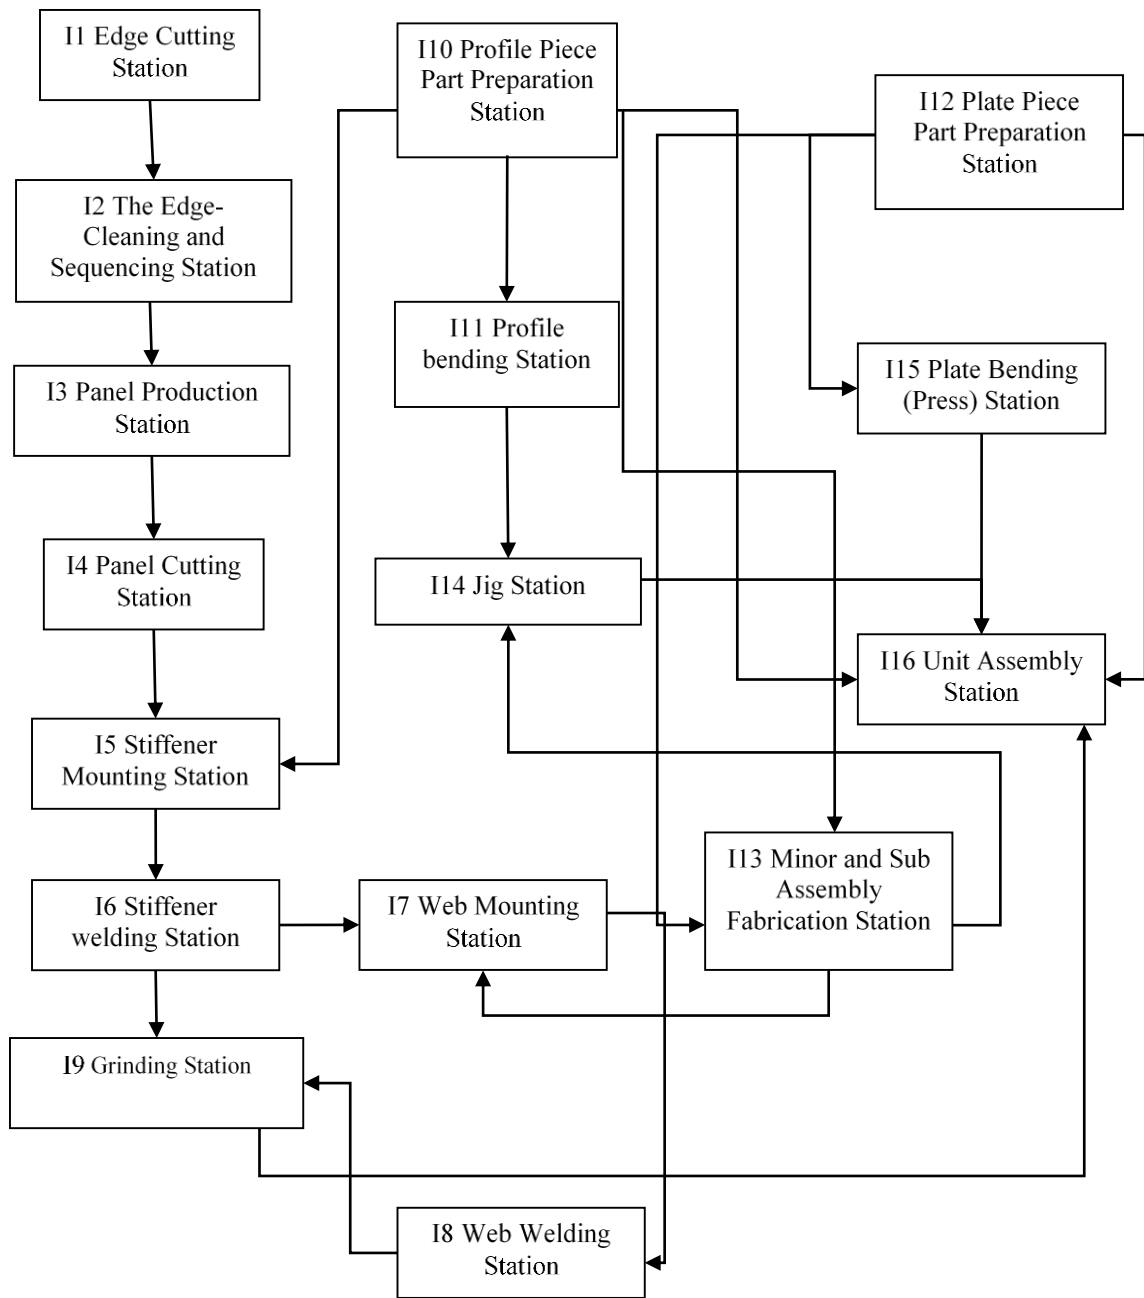 I1 Edge Cutting
Station
I10 Profile Piece
Part Preparation
Station
I12 Plate Piece
Part Preparation
Station
I2 The Edge-
Cleaning and
Sequencing Station
I11 Profile
bending Station
I15 Plate Bending
(Press) Station
I3 Panel Production
Station
I4 Panel Cutting
Station
I14 Jig Station
I16 Unit Assembly
Station
I5 Stiffener
Mounting Station
I13 Minor and Sub
Assembly
Fabrication Station
I6 Stiffener
welding Station
I7 Web Mounting
Station
I9 Grinding Station
I8 Web Welding
Station